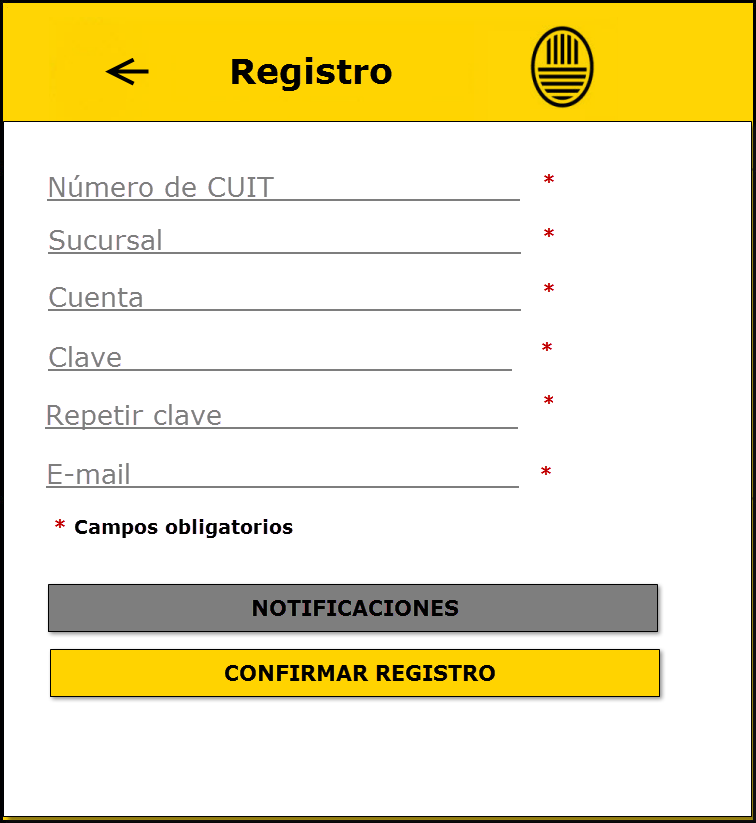 Registro
Número de CUIT *
Sucursal *
Cuenta *
Clave *
Repetir clave *
E-mail *
* Campos obligatorios
NOTIFICACIONES
CONFIRMAR REGISTRO